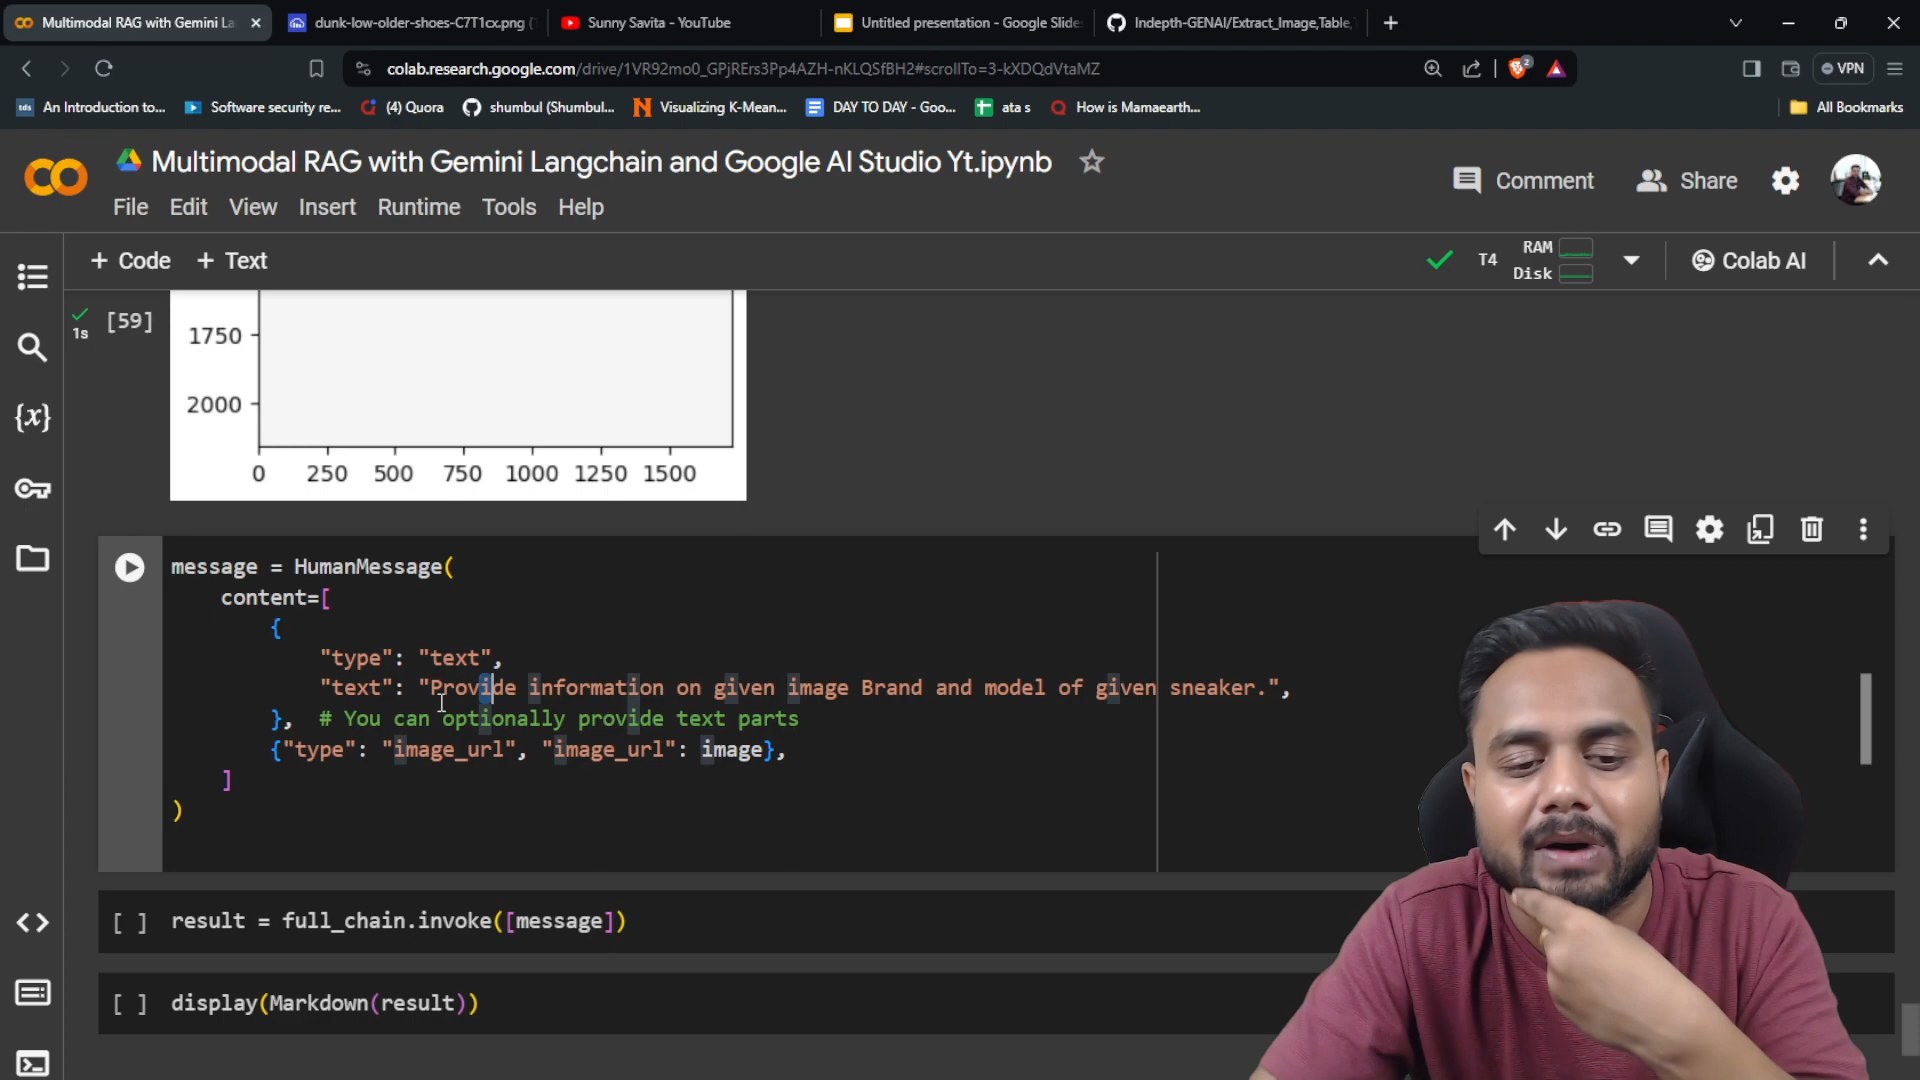 Multimodal RAG with Gemini La
dunk-low-older-shoes-C7T1cx.png (
Sunny Savita - YouTube
Untitled presentation - Google Slide
Indepth-GENAI/Extract_Image,Table,
colab.research.google.com/drive/1VR92mo0_GPjRErs3Pp4AZH-nKLQSfBH2#scrollTo=3-kXDQdVtaMZ
2
VPN
tds An Introduction to...
Software security re...
(4) Quora
shumbul (Shumbul...
Visualizing K-Mean...
DAY TO DAY - Goo...
ata s
How is Mamaearth...
All Bookmarks
Multimodal RAG with Gemini Langchain and Google AI Studio Yt.ipynb
Comment
Share
File Edit View Insert Runtime Tools Help
+ Code + Text
T4
RAM
Disk
Colab AI
1s
[59]
1750
2000
0 250 500 750 1000 1250 1500
message = HumanMessage(
content=[
{
"type": "text",
"text": "Provide information on given image Brand and model of given sneaker.",
}, # You can optionally provide text parts
{"type": "image_url", "image_url": image},
]
)
[ ] result = full_chain.invoke([message])
[ ] display(Markdown(result))